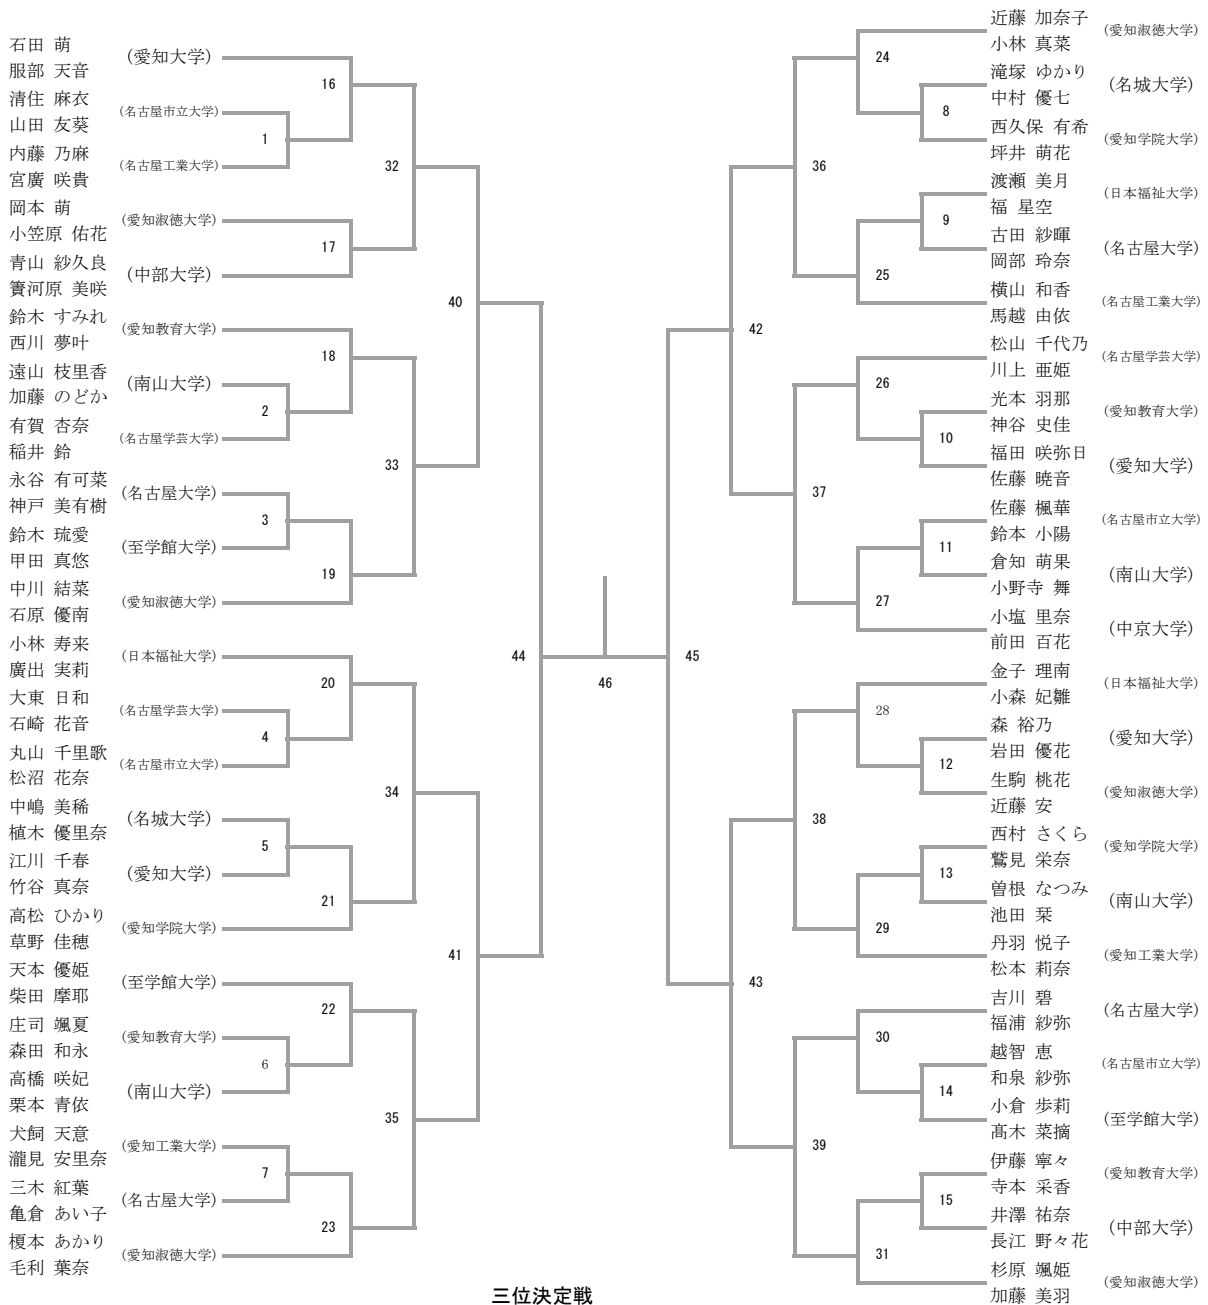 石田 萌
服部 天音
(愛知大学)
清住 麻衣
山田 友葵
(名古屋市立大学)
内藤 乃麻
宮廣 咲貴
(名古屋工業大学)
岡本 萌
小笠原 佑花
(愛知淑徳大学)
青山 紗久良
簀河原 美咲
(中部大学)
鈴木 すみれ
西川 夢叶
(愛知教育大学)
遠山 枝里香
加藤 のどか
(南山大学)
有賀 杏奈
稲井 鈴
(名古屋学芸大学)
永谷 有可菜
神戸 美有樹
(名古屋大学)
鈴木 琉愛
甲田 真悠
(至学館大学)
中川 結菜
石原 優南
(愛知淑徳大学)
小林 寿来
廣出 実莉
(日本福祉大学)
大東 日和
石崎 花音
(名古屋学芸大学)
丸山 千里歌
松沼 花奈
(名古屋市立大学)
中嶋 美稀
植木 優里奈
(名城大学)
江川 千春
竹谷 真奈
(愛知大学)
高松 ひかり
草野 佳穂
(愛知学院大学)
天本 優姫
柴田 摩耶
(至学館大学)
庄司 颯夏
森田 和永
(愛知教育大学)
高橋 咲妃
栗本 青依
(南山大学)
犬飼 天意
瀧見 安里奈
(愛知工業大学)
三木 紅葉
亀倉 あい子
(名古屋大学)
榎本 あかり
毛利 葉奈
(愛知淑徳大学)
1
2
3
4
5
6
7
16
17
18
19
20
21
22
23
32
33
34
35
40
41
44
46
45
42
43
36
37
38
39
24
25
26
27
28
29
30
31
8
9
10
11
12
13
14
15
近藤 加奈子
小林 真菜
(愛知淑徳大学)
滝塚 ゆかり
中村 優七
(名城大学)
西久保 有希
坪井 萌花
(愛知学院大学)
渡瀬 美月
福 星空
(日本福祉大学)
古田 紗暉
岡部 玲奈
(名古屋大学)
横山 和香
馬越 由依
(名古屋工業大学)
松山 千代乃
川上 亜姫
(名古屋学芸大学)
光本 羽那
神谷 史佳
(愛知教育大学)
福田 咲弥日
佐藤 暁音
(愛知大学)
佐藤 楓華
鈴本 小陽
(名古屋市立大学)
倉知 萌果
小野寺 舞
(南山大学)
小塩 里奈
前田 百花
(中京大学)
金子 理南
小森 妃雛
(日本福祉大学)
森 裕乃
岩田 優花
(愛知大学)
生駒 桃花
近藤 安
(愛知淑徳大学)
西村 さくら
鷲見 栄奈
(愛知学院大学)
曽根 なつみ
池田 栞
(南山大学)
丹羽 悦子
松本 莉奈
(愛知工業大学)
吉川 碧
福浦 紗弥
(名古屋大学)
越智 恵
和泉 紗弥
(名古屋市立大学)
小倉 歩莉
髙木 菜摘
(至学館大学)
伊藤 寧々
寺本 采香
(愛知教育大学)
井澤 祐奈
長江 野々花
(中部大学)
杉原 颯姫
加藤 美羽
(愛知淑徳大学)
三位決定戦